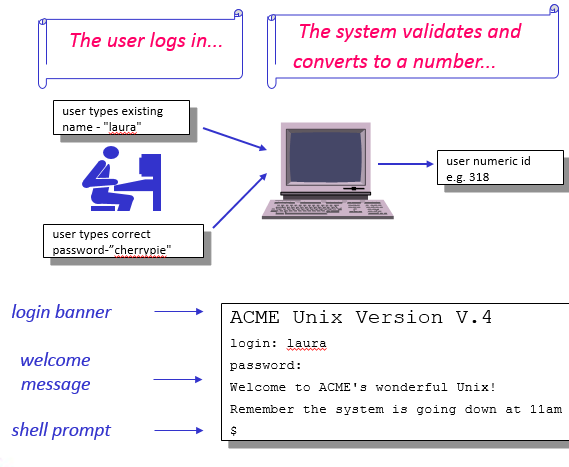 The user logs in...
The system validates and
converts to a number...
user types existing
name - "laura"
user types correct
password-"cherrypie"
user numeric id
e.g. 318
login banner
welcome
message
shell prompt
ACME Unix Version V.4
login: laura
password:
Welcome to ACME's wonderful Unix!
Remember the system is going down at 11am
$